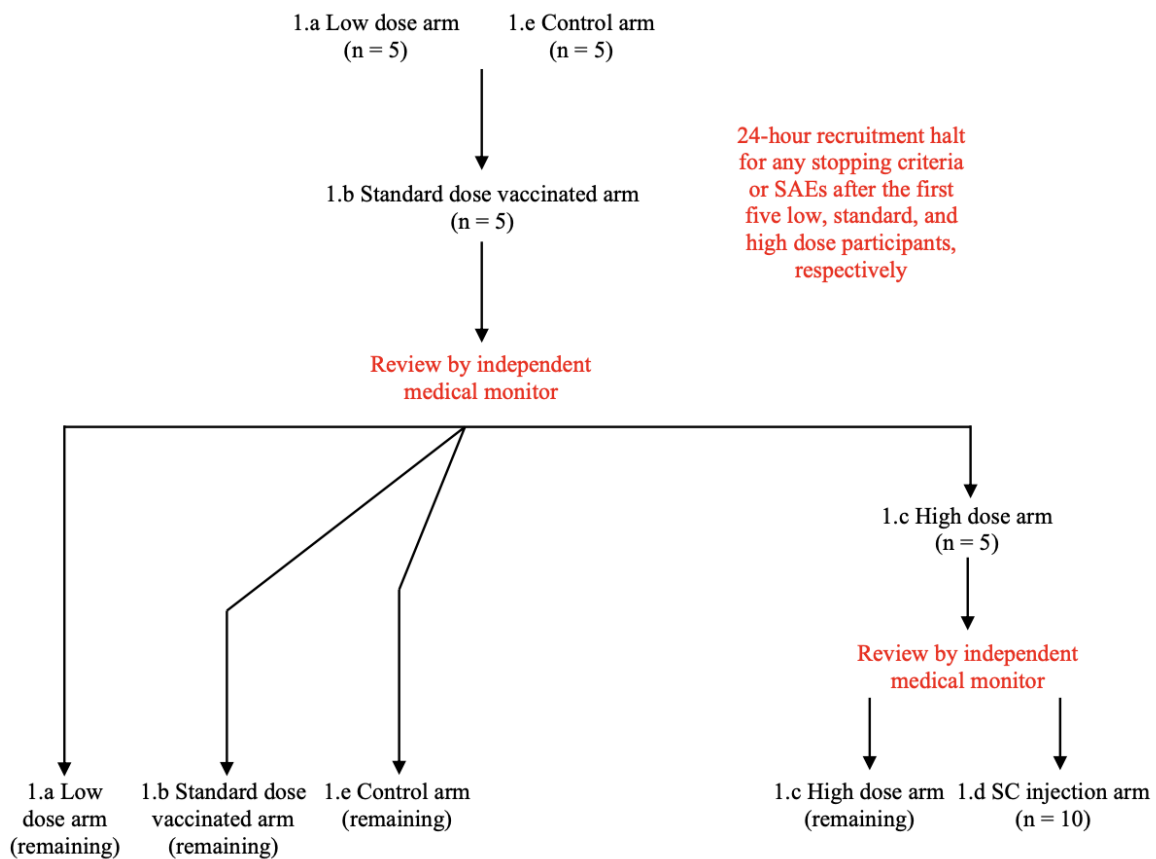 1.a Low dose arm
(n = 5)
1.e Control arm
(n = 5)
24-hour recruitment halt
for any stopping criteria
or SAEs after the first
five low, standard, and
high dose participants,
respectively
1.b Standard dose vaccinated arm
(n = 5)
Review by independent
medical monitor
1.c High dose arm
(n = 5)
Review by independent
medical monitor
1.a Low
dose arm
(remaining)
1.b Standard dose
vaccinated arm
(remaining)
1.e Control arm
(remaining)
1.c High dose arm
(remaining)
1.d SC injection arm
(n = 10)